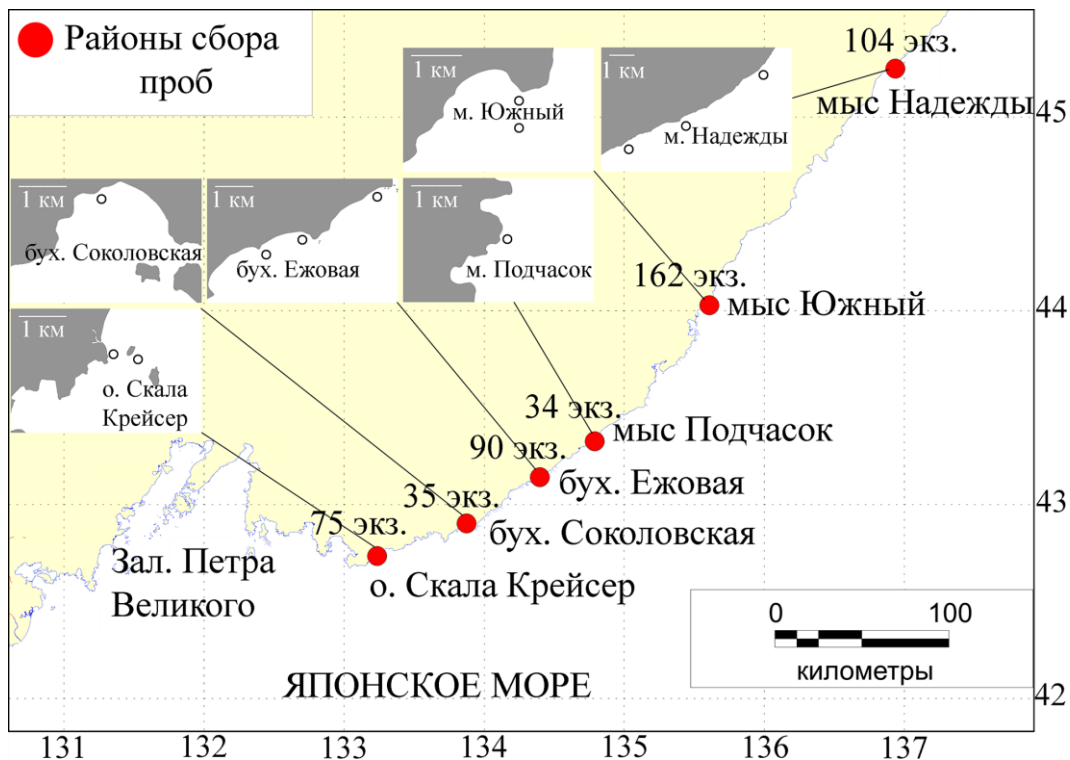 Районы сбора
проб
104 экз.
мыс Надежды
1 км
м. Южный
1 км
м. Надежды
45
1 км
бух. Соколовская
1 км
бух. Ежовая
1 км
м. Подчасок
162 экз.
мыс Южный
44
1 км
о. Скала
Крейсер
34 экз.
мыс Подчасок
90 экз.
бух. Ежовая
43
35 экз.
бух. Соколовская
75 экз.
о. Скала Крейсер
Зал. Петра
Великого
0 100
километры
ЯПОНСКОЕ МОРЕ
42
131 132 133 134 135 136 137